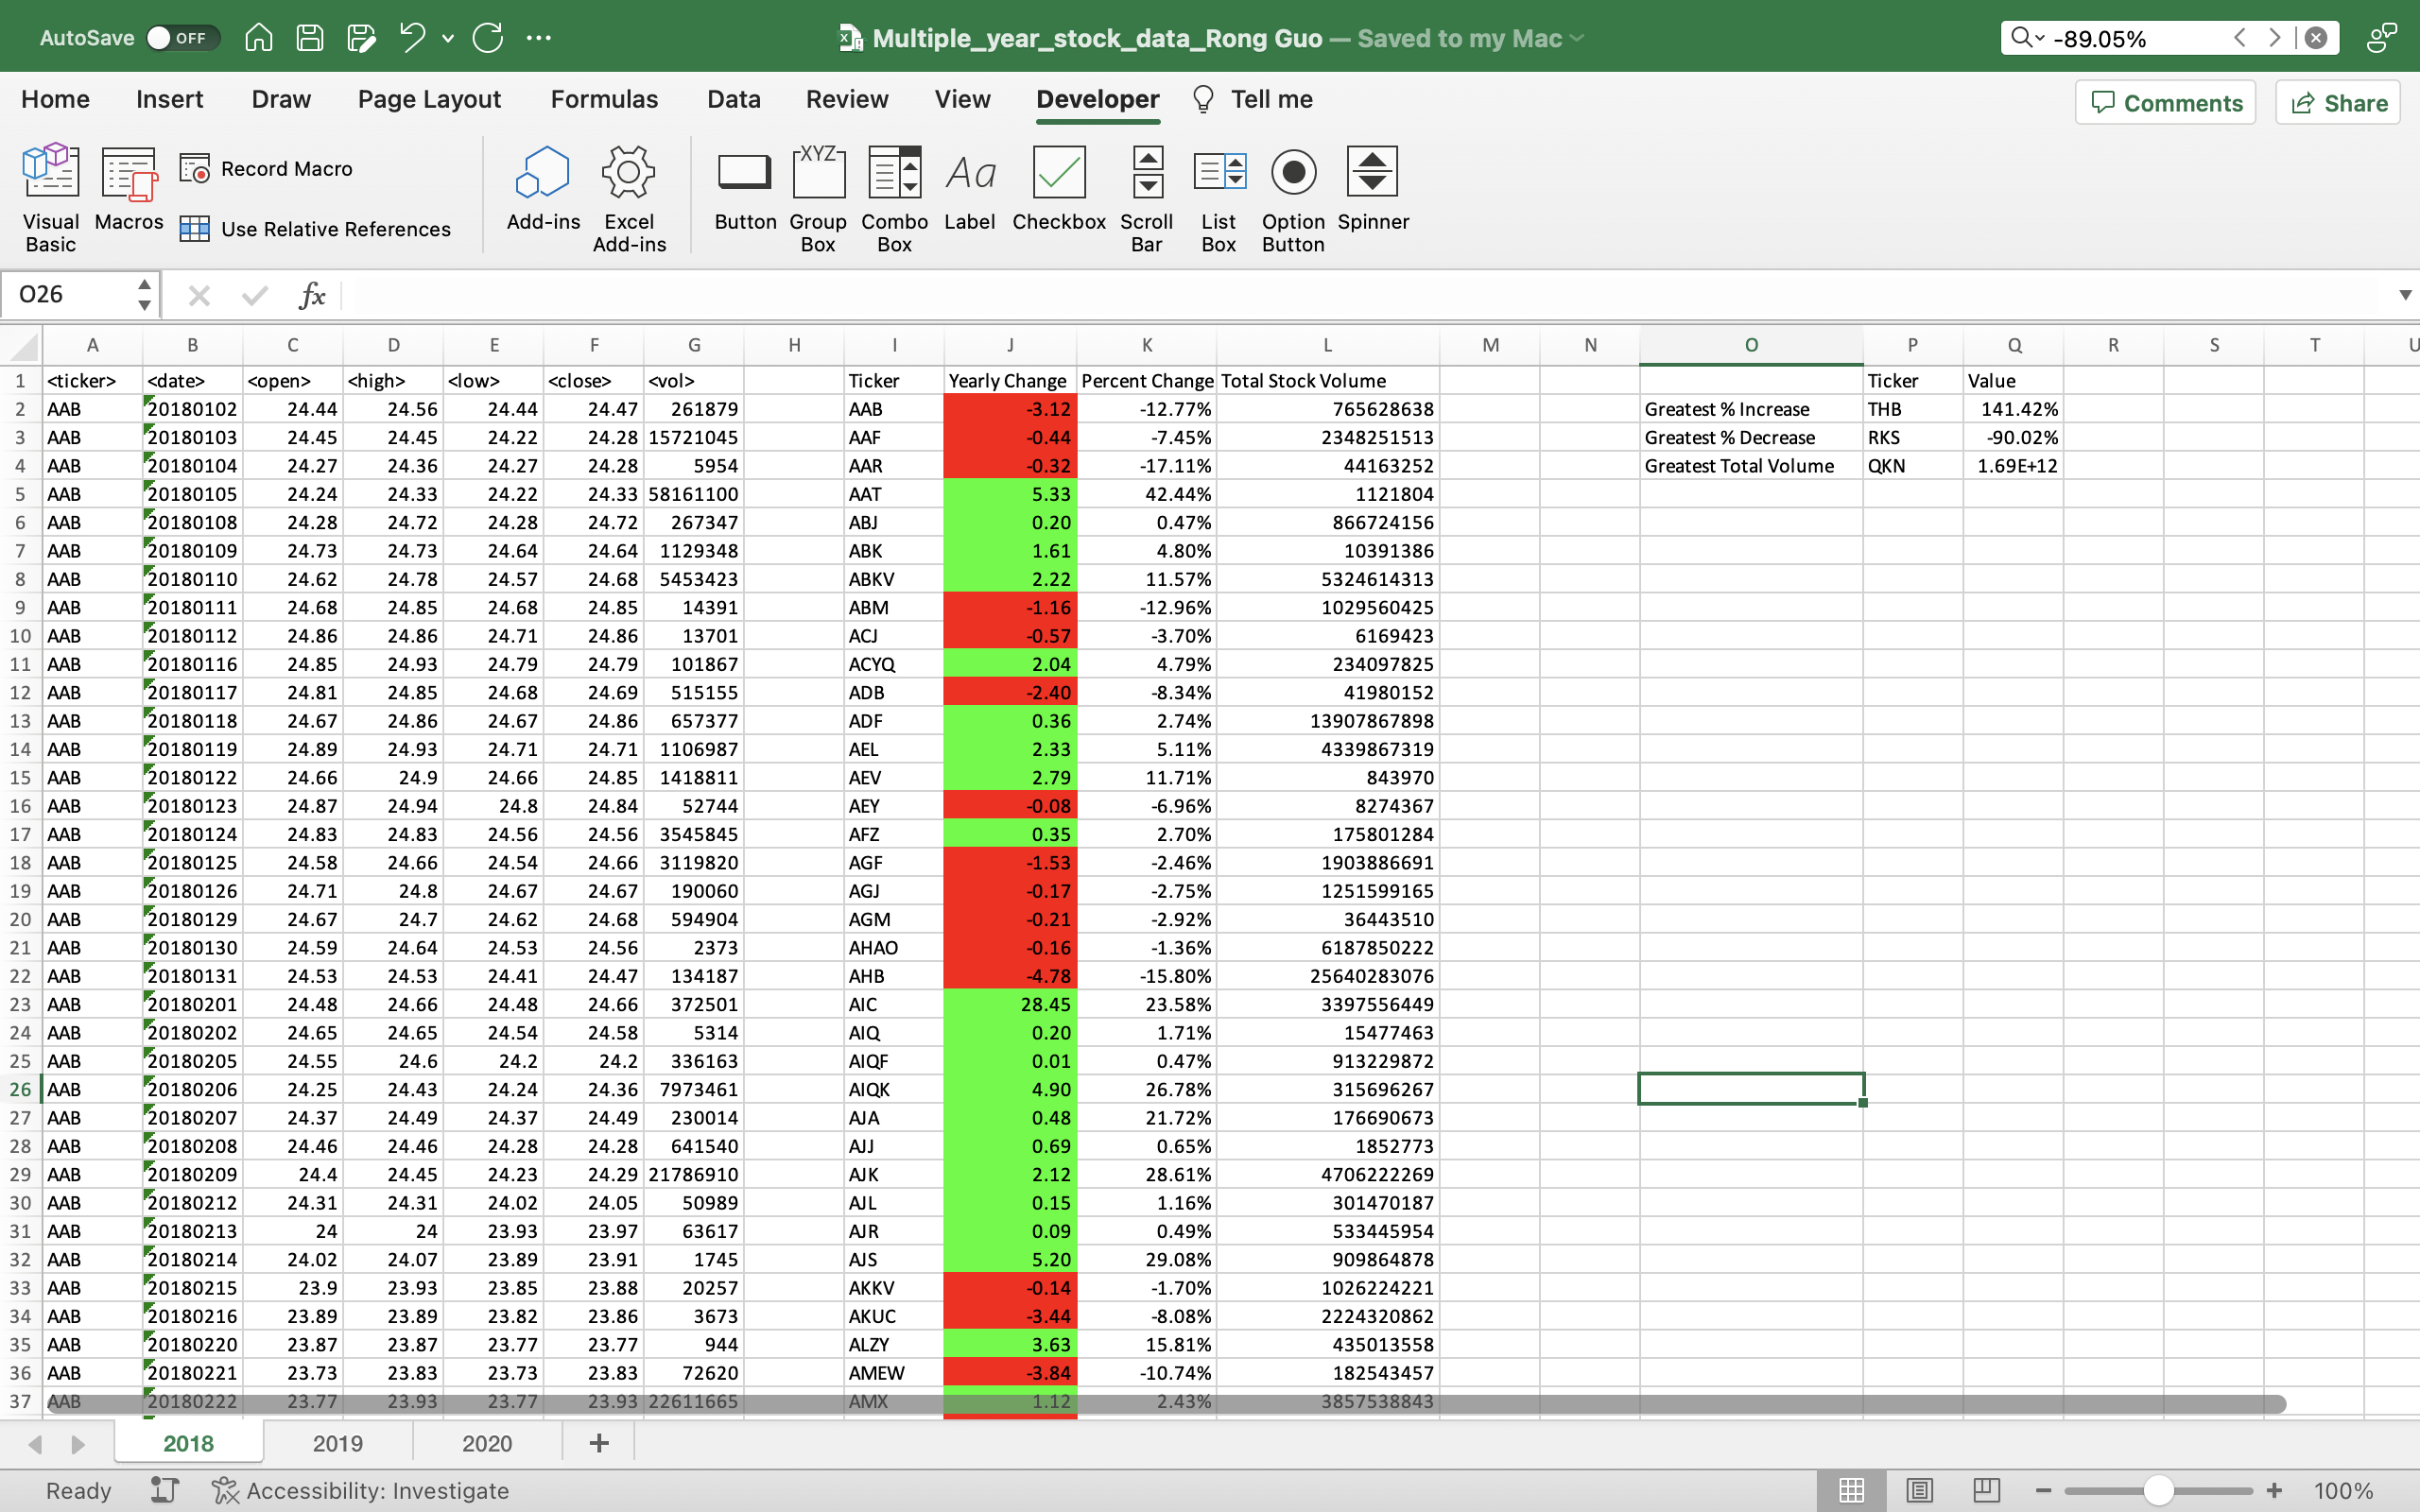 AutoSave OFF Multiple_year_stock_data_Rong Guo — Saved to my Mac -89.05%
Home Insert Draw Page Layout Formulas Data Review View Developer Tell me Comments Share
Visual Basic Macros Record Macro Use Relative References Add-ins Excel Add-ins Button XYZ Group Box Combo Box Aa Label Checkbox Scroll Bar List Box Option Button Spinner
O26 fx
A B C D E F G H I J K L M N O P Q R S T U
1 <ticker> <date> <open> <high> <low> <close> <vol> Ticker Yearly Change Percent Change Total Stock Volume Ticker Value
2 AAB 20180102 24.44 24.56 24.44 24.47 261879 AAB -3.12 -12.77% 765628638 Greatest % Increase THB 141.42%
3 AAB 20180103 24.45 24.45 24.22 24.28 15721045 AAF -0.44 -7.45% 2348251513 Greatest % Decrease RKS -90.02%
4 AAB 20180104 24.27 24.36 24.27 24.28 5954 AAR -0.32 -17.11% 44163252 Greatest Total Volume QKN 1.69E+12
5 AAB 20180105 24.24 24.33 24.22 24.33 58161100 AAT 5.33 42.44% 1121804
6 AAB 20180108 24.28 24.72 24.28 24.72 267347 ABJ 0.20 0.47% 866724156
7 AAB 20180109 24.73 24.73 24.64 24.64 1129348 ABK 1.61 4.80% 10391386
8 AAB 20180110 24.62 24.78 24.57 24.68 5453423 ABKV 2.22 11.57% 5324614313
9 AAB 20180111 24.68 24.85 24.68 24.85 14391 ABM -1.16 -12.96% 1029560425
10 AAB 20180112 24.86 24.86 24.71 24.86 13701 ACJ -0.57 -3.70% 6169423
11 AAB 20180116 24.85 24.93 24.79 24.79 101867 ACYQ 2.04 4.79% 234097825
12 AAB 20180117 24.81 24.85 24.68 24.69 515155 ADB -2.40 -8.34% 41980152
13 AAB 20180118 24.67 24.86 24.67 24.86 657377 ADF 0.36 2.74% 13907867898
14 AAB 20180119 24.89 24.93 24.71 24.71 1106987 AEL 2.33 5.11% 4339867319
15 AAB 20180122 24.66 24.9 24.66 24.85 1418811 AEV 2.79 11.71% 843970
16 AAB 20180123 24.87 24.94 24.8 24.84 52744 AEY -0.08 -6.96% 8274367
17 AAB 20180124 24.83 24.83 24.56 24.56 3545845 AFZ 0.35 2.70% 175801284
18 AAB 20180125 24.58 24.66 24.54 24.66 3119820 AGF -1.53 -2.46% 1903886691
19 AAB 20180126 24.71 24.8 24.67 24.67 190060 AGJ -0.17 -2.75% 1251599165
20 AAB 20180129 24.67 24.7 24.62 24.68 594904 AGM -0.21 -2.92% 36443510
21 AAB 20180130 24.59 24.64 24.53 24.56 2373 AHAO -0.16 -1.36% 6187850222
22 AAB 20180131 24.53 24.53 24.41 24.47 134187 AHB -4.78 -15.80% 25640283076
23 AAB 20180201 24.48 24.66 24.48 24.66 372501 AIC 28.45 23.58% 3397556449
24 AAB 20180202 24.65 24.65 24.54 24.58 5314 AIQ 0.20 1.71% 15477463
25 AAB 20180205 24.55 24.6 24.2 24.2 336163 AIQF 0.01 0.47% 913229872
26 AAB 20180206 24.25 24.43 24.24 24.36 7973461 AIQK 4.90 26.78% 315696267
27 AAB 20180207 24.37 24.49 24.37 24.49 230014 AJA 0.48 21.72% 176690673
28 AAB 20180208 24.46 24.46 24.28 24.28 641540 AJJ 0.69 0.65% 1852773
29 AAB 20180209 24.4 24.45 24.23 24.29 21786910 AJK 2.12 28.61% 4706222269
30 AAB 20180212 24.31 24.31 24.02 24.05 50989 AJL 0.15 1.16% 301470187
31 AAB 20180213 24 24 23.93 23.97 63617 AJR 0.09 0.49% 533445954
32 AAB 20180214 24.02 24.07 23.89 23.91 1745 AJS 5.20 29.08% 909864878
33 AAB 20180215 23.9 23.93 23.85 23.88 20257 AKKV -0.14 -1.70% 1026224221
34 AAB 20180216 23.89 23.89 23.82 23.86 3673 AKUC -3.44 -8.08% 2224320862
35 AAB 20180220 23.87 23.87 23.77 23.77 944 ALZY 3.63 15.81% 435013558
36 AAB 20180221 23.73 23.83 23.73 23.83 72620 AMEW -3.84 -10.74% 182543457
37 AAB 20180222 23.77 23.93 23.77 23.93 22611665 AMX 1.12 2.43% 3857538843
2018 2019 2020 +
Ready Accessibility: Investigate 100%